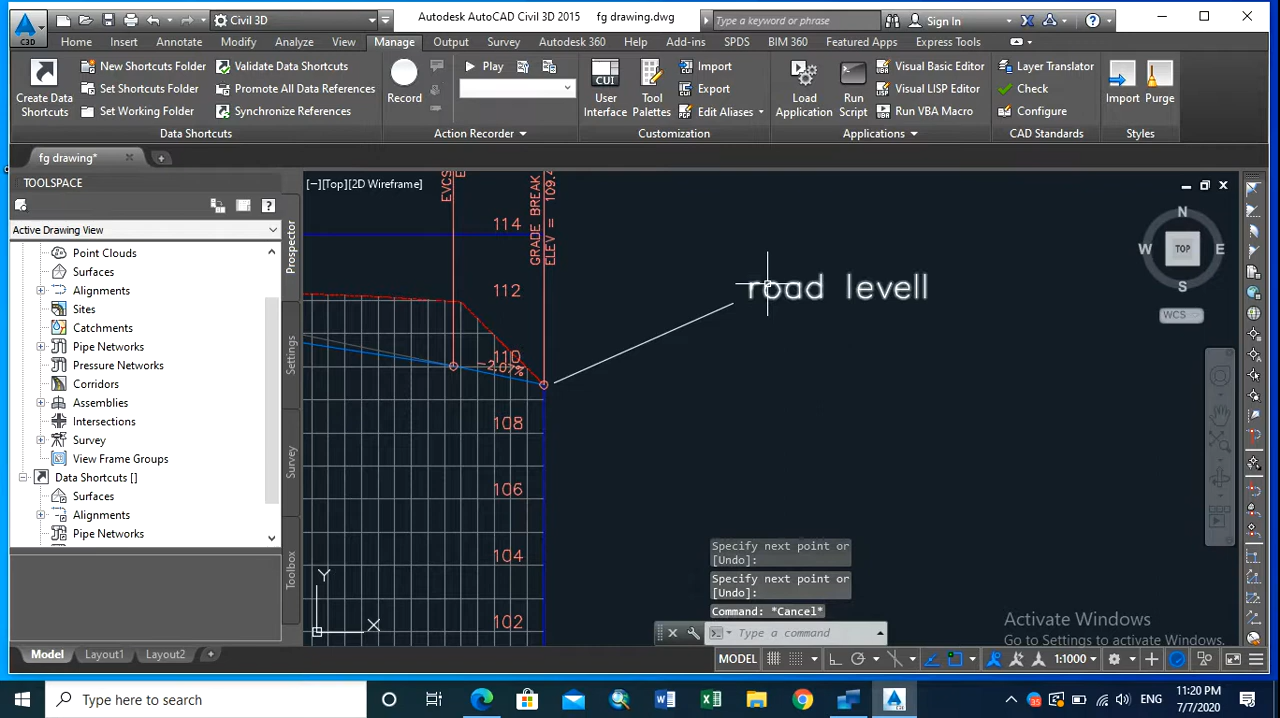 Civil 3D
Autodesk AutoCAD Civil 3D 2015 fg drawing.dwg
Type a keyword or phrase
Sign In
C3D
Home Insert Annotate Modify Analyze View Manage Output Survey Autodesk 360 Help Add-ins SPDS BIM 360 Featured Apps Express Tools
Create Data Shortcuts
New Shortcuts Folder
Set Shortcuts Folder
Set Working Folder
Validate Data Shortcuts
Promote All Data References
Synchronize References
Data Shortcuts
Record
Play
Action Recorder
CUI
User Interface
Tool Palettes
Import
Export
Edit Aliases
Customization
Load Application
Run Script
Visual Basic Editor
Visual LISP Editor
Run VBA Macro
Applications
Layer Translator
Check
Configure
CAD Standards
Import
Purge
Styles
fg drawing*
TOOLSPACE
Active Drawing View
Point Clouds
Surfaces
Alignments
Sites
Catchments
Pipe Networks
Pressure Networks
Corridors
Assemblies
Intersections
Survey
View Frame Groups
Data Shortcuts []
Surfaces
Alignments
Pipe Networks
Prospector
Settings
Survey
Toolbox
[−][Top][2D Wireframe]
EVCS
GRADE BREAK
ELEV = 109.4
114
112
110
-2.07%
108
106
104
102
road levell
N
W
TOP
E
S
WCS
Y
X
Specify next point or
[Undo]:
Specify next point or
[Undo]:
Command: *Cancel*
Type a command
Activate Windows
Go to Settings to activate Windows.
Model Layout1 Layout2
MODEL
1:1000
Type here to search
ENG
11:20 PM
7/7/2020